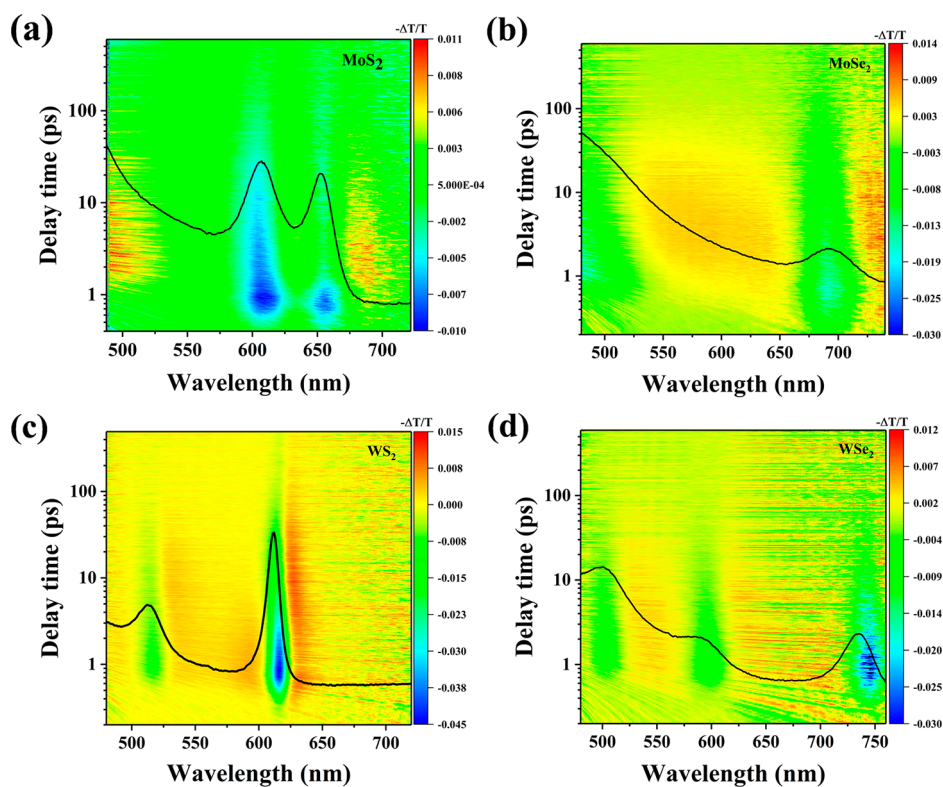 (a)
-ΔT/T
MoS2
0.011
0.008
0.006
0.003
5.000E-04
-0.002
-0.005
-0.007
-0.010
100
10
1
Delay time (ps)
500 550 600 650 700
Wavelength (nm)
(b)
-ΔT/T
MoSe2
0.014
0.009
0.003
-0.003
-0.008
-0.013
-0.019
-0.025
-0.030
100
10
1
Delay time (ps)
500 550 600 650 700
Wavelength (nm)
(c)
-ΔT/T
WS2
0.015
0.008
0.000
-0.008
-0.015
-0.023
-0.030
-0.038
-0.045
100
10
1
Delay time (ps)
500 550 600 650 700
Wavelength (nm)
(d)
-ΔT/T
WSe2
0.012
0.007
0.002
-0.004
-0.009
-0.014
-0.020
-0.025
-0.030
100
10
1
Delay time (ps)
500 550 600 650 700 750
Wavelength (nm)